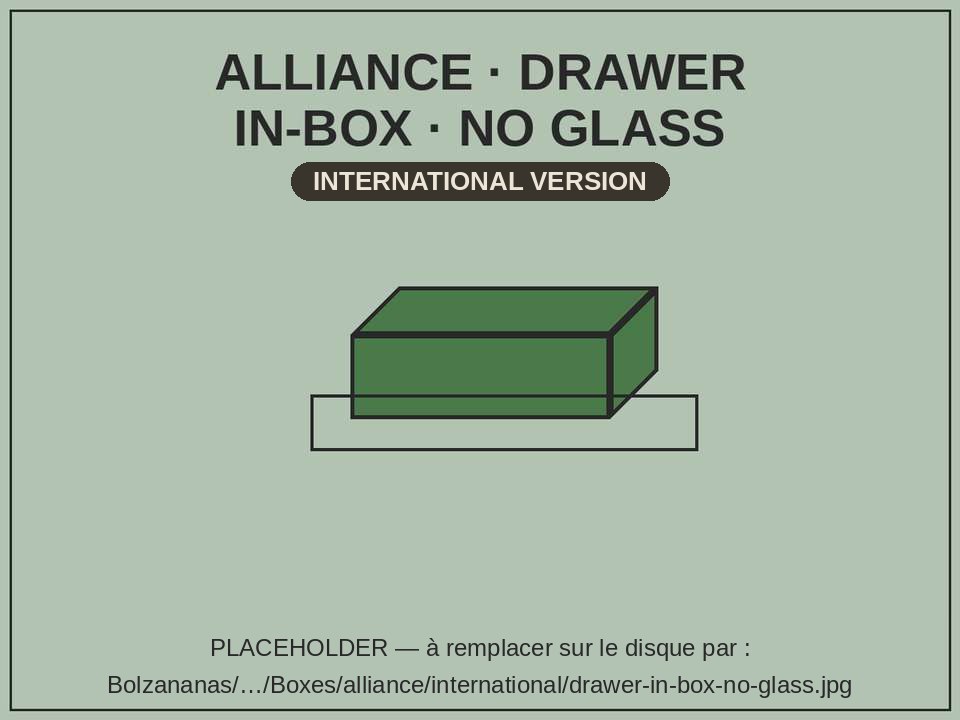 ALLIANCE · DRAWER
IN-BOX · NO GLASS
INTERNATIONAL VERSION
PLACEHOLDER — à remplacer sur le disque par :
Bolzananas/…/Boxes/alliance/international/drawer-in-box-no-glass.jpg